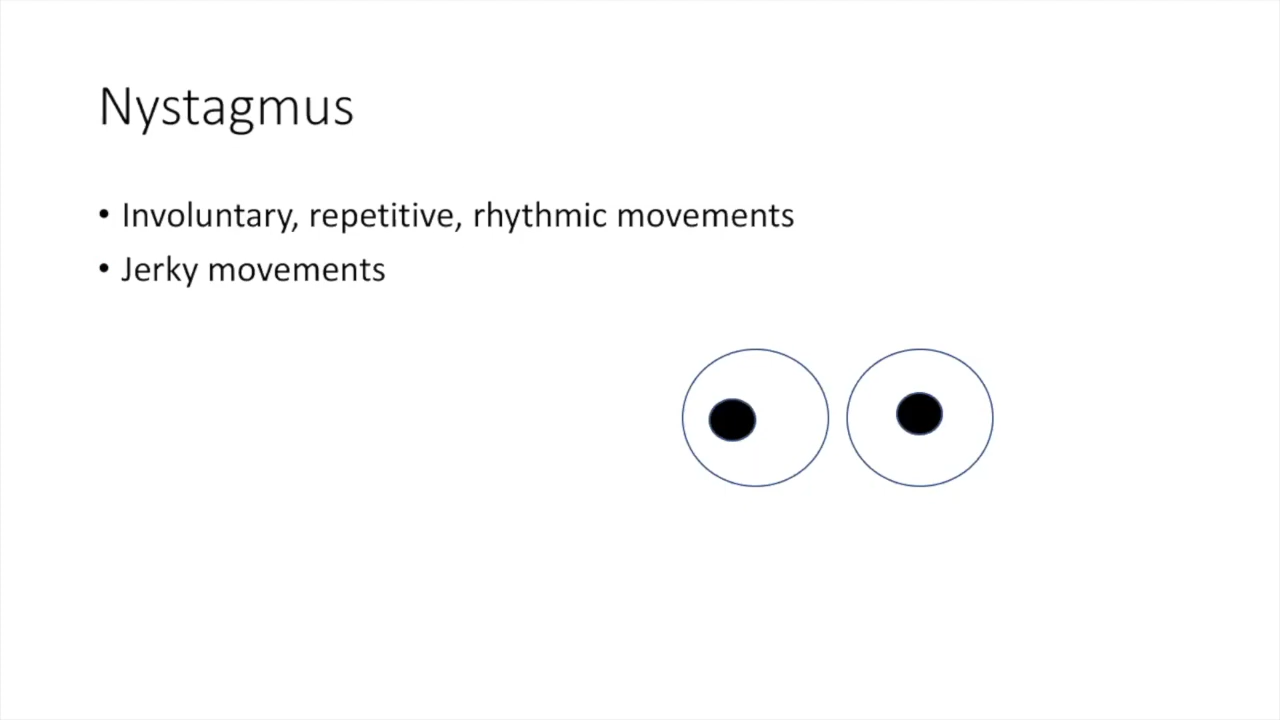 Nystagmus
• Involuntary, repetitive, rhythmic movements
• Jerky movements